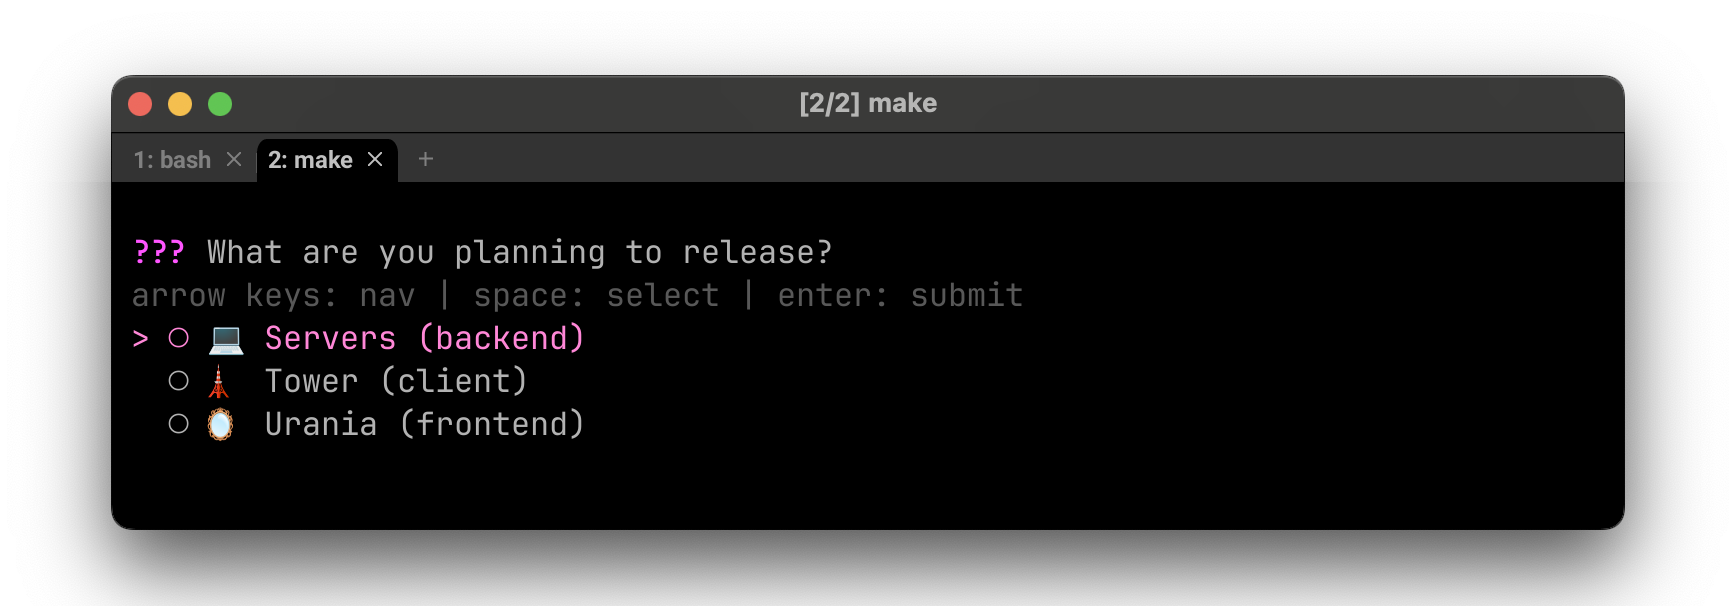 [2/2] make
1: bash × 2: make × +
??? What are you planning to release?
arrow keys: nav | space: select | enter: submit
> ○ 💻 Servers (backend)
○ 🗼 Tower (client)
○ 🪞 Urania (frontend)